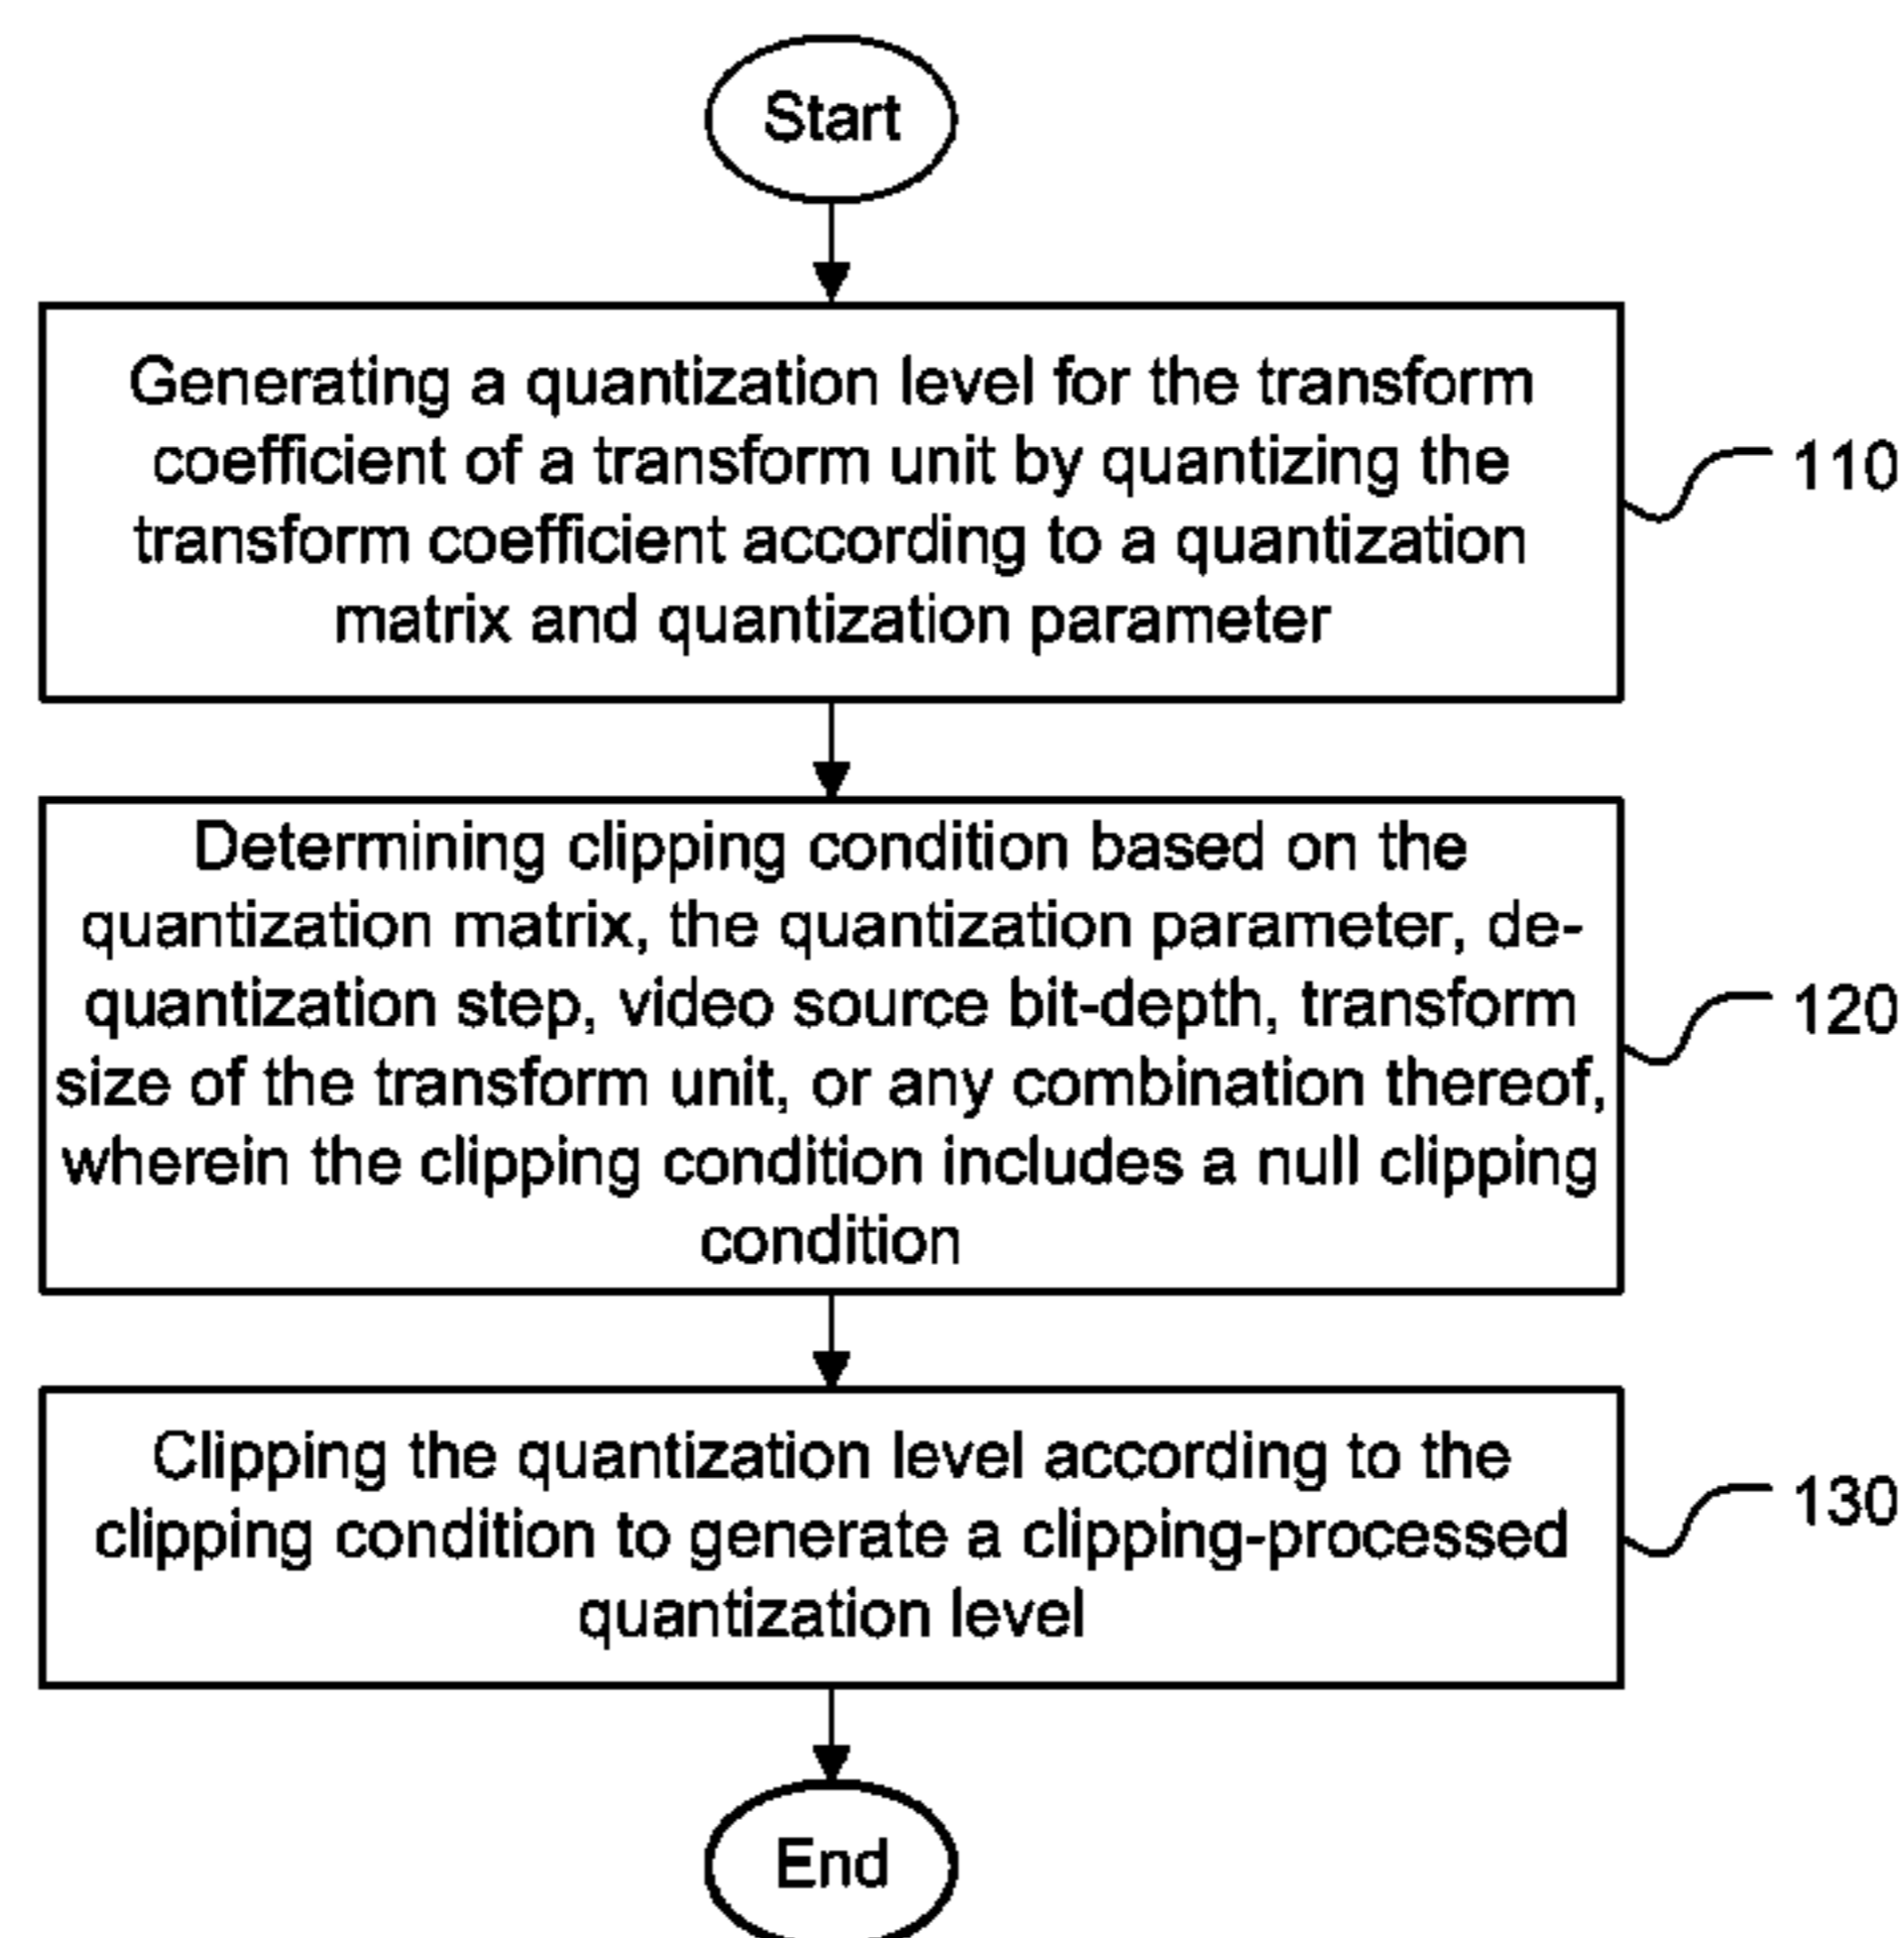 Start
Generating a quantization level for the transform
coefficient of a transform unit by quantizing the
transform coefficient according to a quantization
matrix and quantization parameter
110
Determining clipping condition based on the
quantization matrix, the quantization parameter, de-
quantization step, video source bit-depth, transform
size of the transform unit, or any combination thereof,
wherein the clipping condition includes a null clipping
condition
120
Clipping the quantization level according to the
clipping condition to generate a clipping-processed
quantization level
130
End